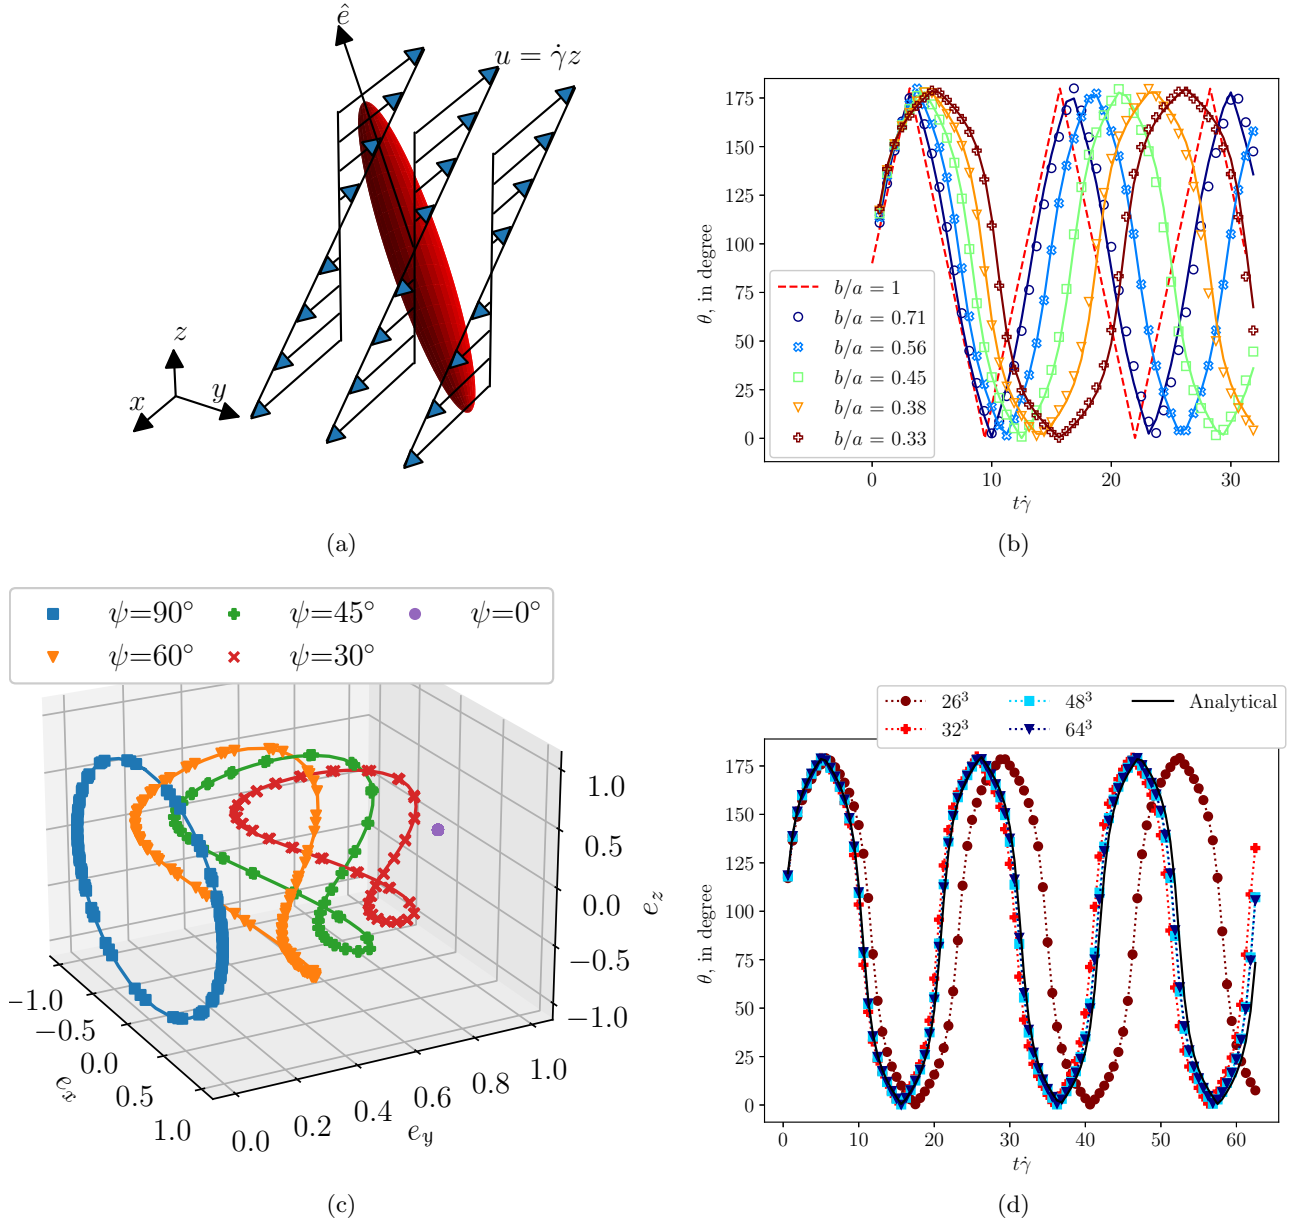 ê
u = γ̇z
z
x
y
(a)
θ, in degree
175
150
125
100
75
50
25
0
b/a = 1
b/a = 0.71
b/a = 0.56
b/a = 0.45
b/a = 0.38
b/a = 0.33
0 10 20 30
tγ̇
(b)
ψ=90° ψ=45° ψ=0°
ψ=60° ψ=30°
1.0
0.5
0.0
−0.5
−1.0
e_z
−1.0
−0.5
0.0
0.5
1.0
e_x
0.0 0.2 0.4 0.6 0.8 1.0
e_y
(c)
26³ 48³ Analytical
32³ 64³
θ, in degree
175
150
125
100
75
50
25
0
0 10 20 30 40 50 60
tγ̇
(d)